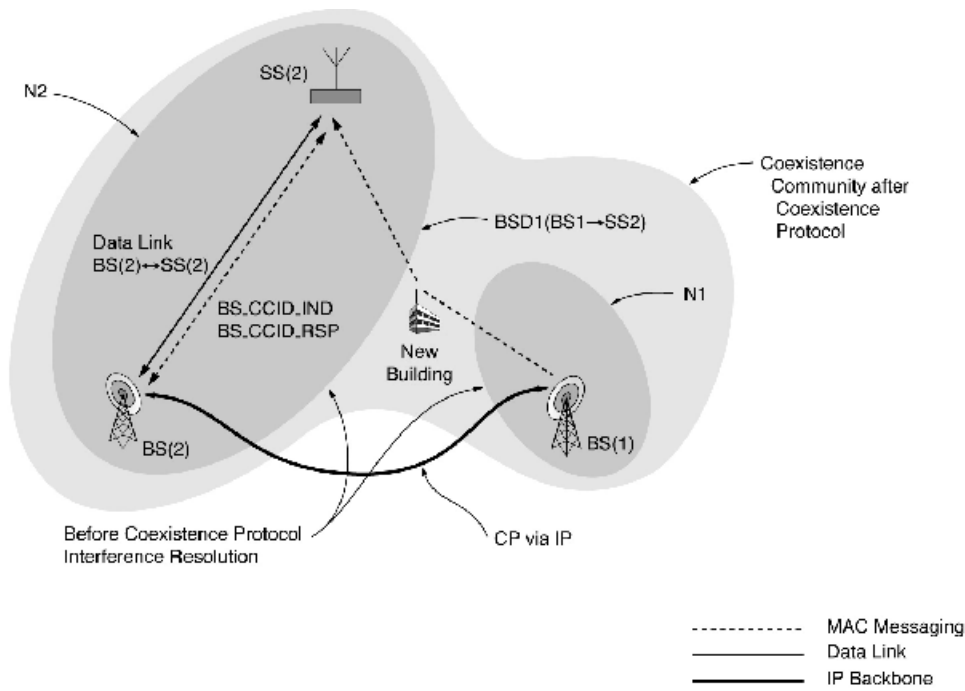 SS(2)
N2
Coexistence
Community after
Coexistence
Protocol
BSD1(BS1→SS2)
Data Link
BS(2)↔SS(2)
N1
BS_CCID_IND
BS_CCID_RSP
New
Building
BS(2)
BS(1)
Before Coexistence Protocol
Interference Resolution
CP via IP
MAC Messaging
Data Link
IP Backbone